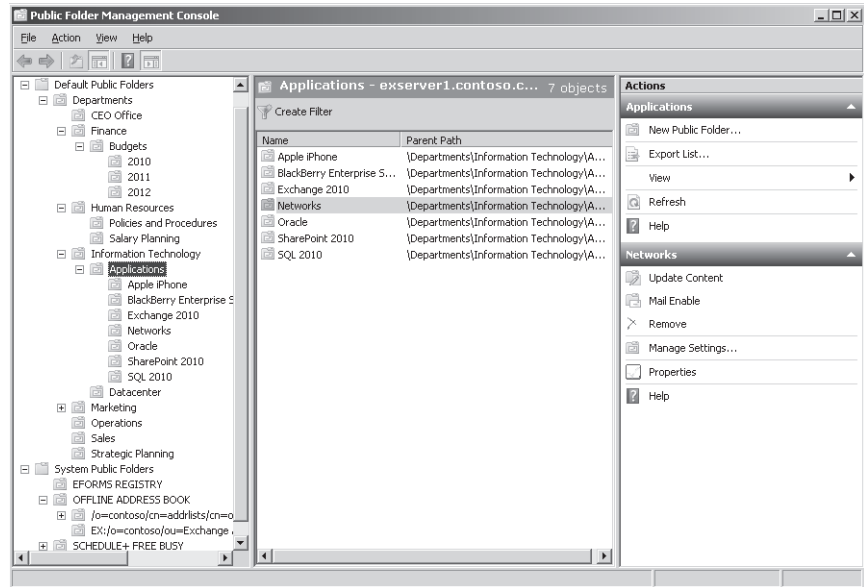 Public Folder Management Console
File Action View Help
Default Public Folders
Departments
CEO Office
Finance
Budgets
2010
2011
2012
Human Resources
Policies and Procedures
Salary Planning
Information Technology
Applications
Apple iPhone
BlackBerry Enterprise S
Exchange 2010
Networks
Oracle
SharePoint 2010
SQL 2010
Datacenter
Marketing
Operations
Sales
Strategic Planning
System Public Folders
EFORMS REGISTRY
OFFLINE ADDRESS BOOK
/o=contoso/cn=addrlists/cn=o
EX:/o=contoso/ou=Exchange
SCHEDULE+ FREE BUSY
Applications - exserver1.contoso.c... 7 objects
Create Filter
Name Parent Path
Apple iPhone \Departments\Information Technology\A...
BlackBerry Enterprise S... \Departments\Information Technology\A...
Exchange 2010 \Departments\Information Technology\A...
Networks \Departments\Information Technology\A...
Oracle \Departments\Information Technology\A...
SharePoint 2010 \Departments\Information Technology\A...
SQL 2010 \Departments\Information Technology\A...
Actions
Applications
New Public Folder...
Export List...
View
Refresh
Help
Networks
Update Content
Mail Enable
Remove
Manage Settings...
Properties
Help